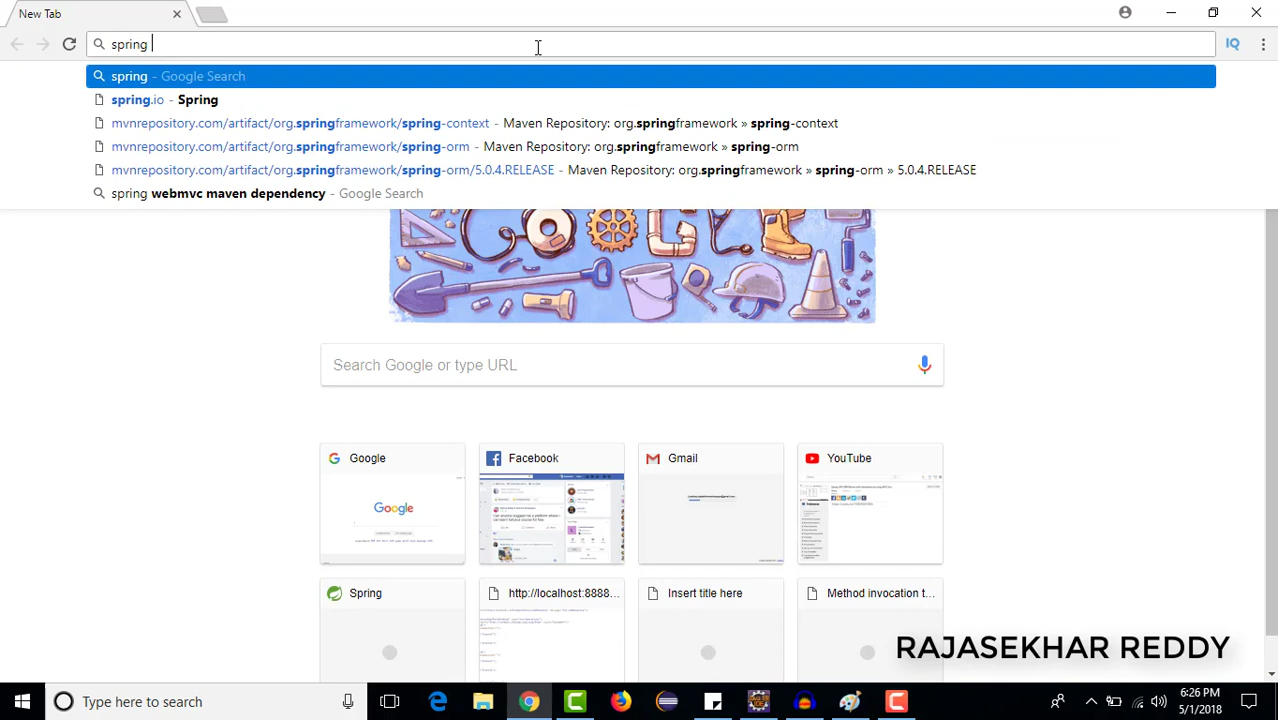 New Tab
spring
IQ
spring - Google Search
spring.io - Spring
mvnrepository.com/artifact/org.springframework/spring-context - Maven Repository: org.springframework » spring-context
mvnrepository.com/artifact/org.springframework/spring-orm - Maven Repository: org.springframework » spring-orm
mvnrepository.com/artifact/org.springframework/spring-orm/5.0.4.RELEASE - Maven Repository: org.springframework » spring-orm » 5.0.4.RELEASE
spring webmvc maven dependency - Google Search
Search Google or type URL
Google
Facebook
Gmail
YouTube
Google
Spring
http://localhost:8888...
Insert title here
Method invocation t...
RAJASEKHAR REDDY
Type here to search
6:26 PM
5/1/2018